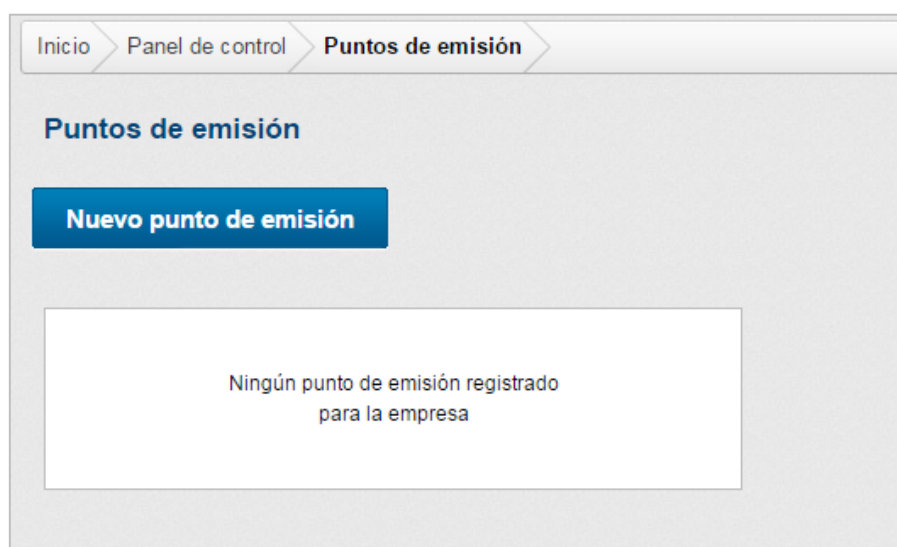 Inicio Panel de control Puntos de emisión
Puntos de emisión
Nuevo punto de emisión
Ningún punto de emisión registrado
para la empresa